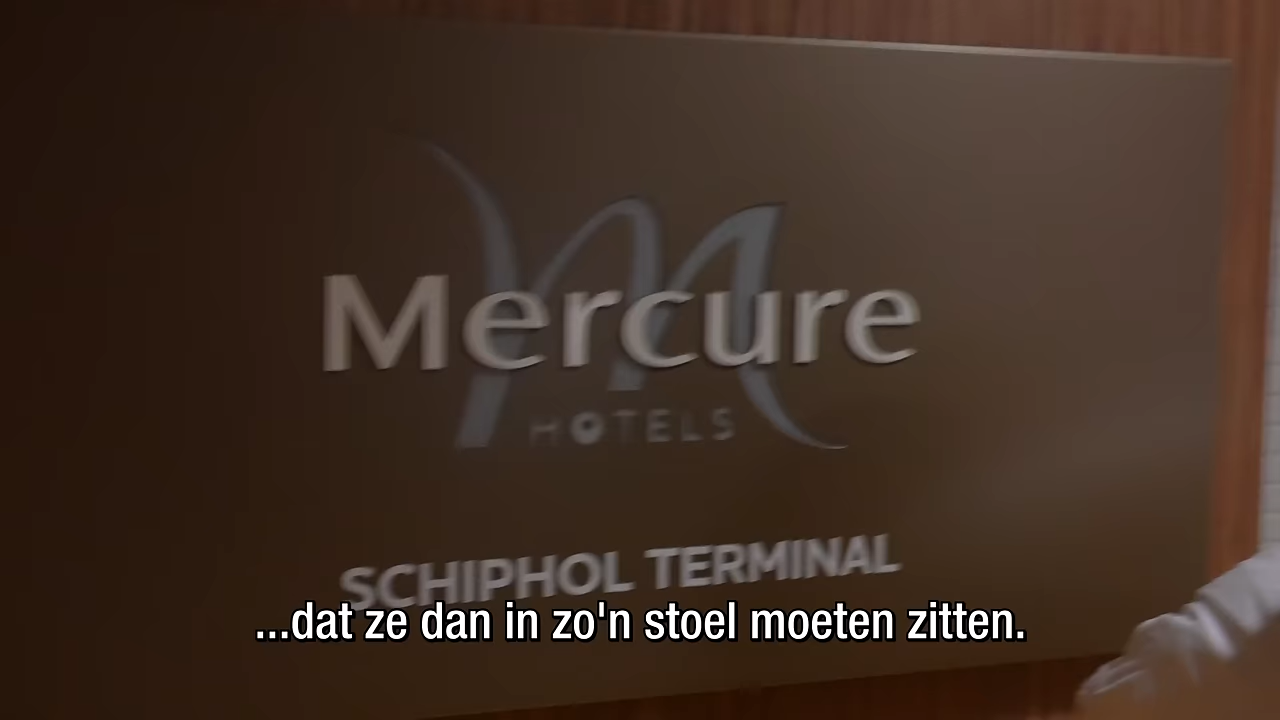 Mercure
HOTELS
SCHIPHOL TERMINAL
...dat ze dan in zo'n stoel moeten zitten.